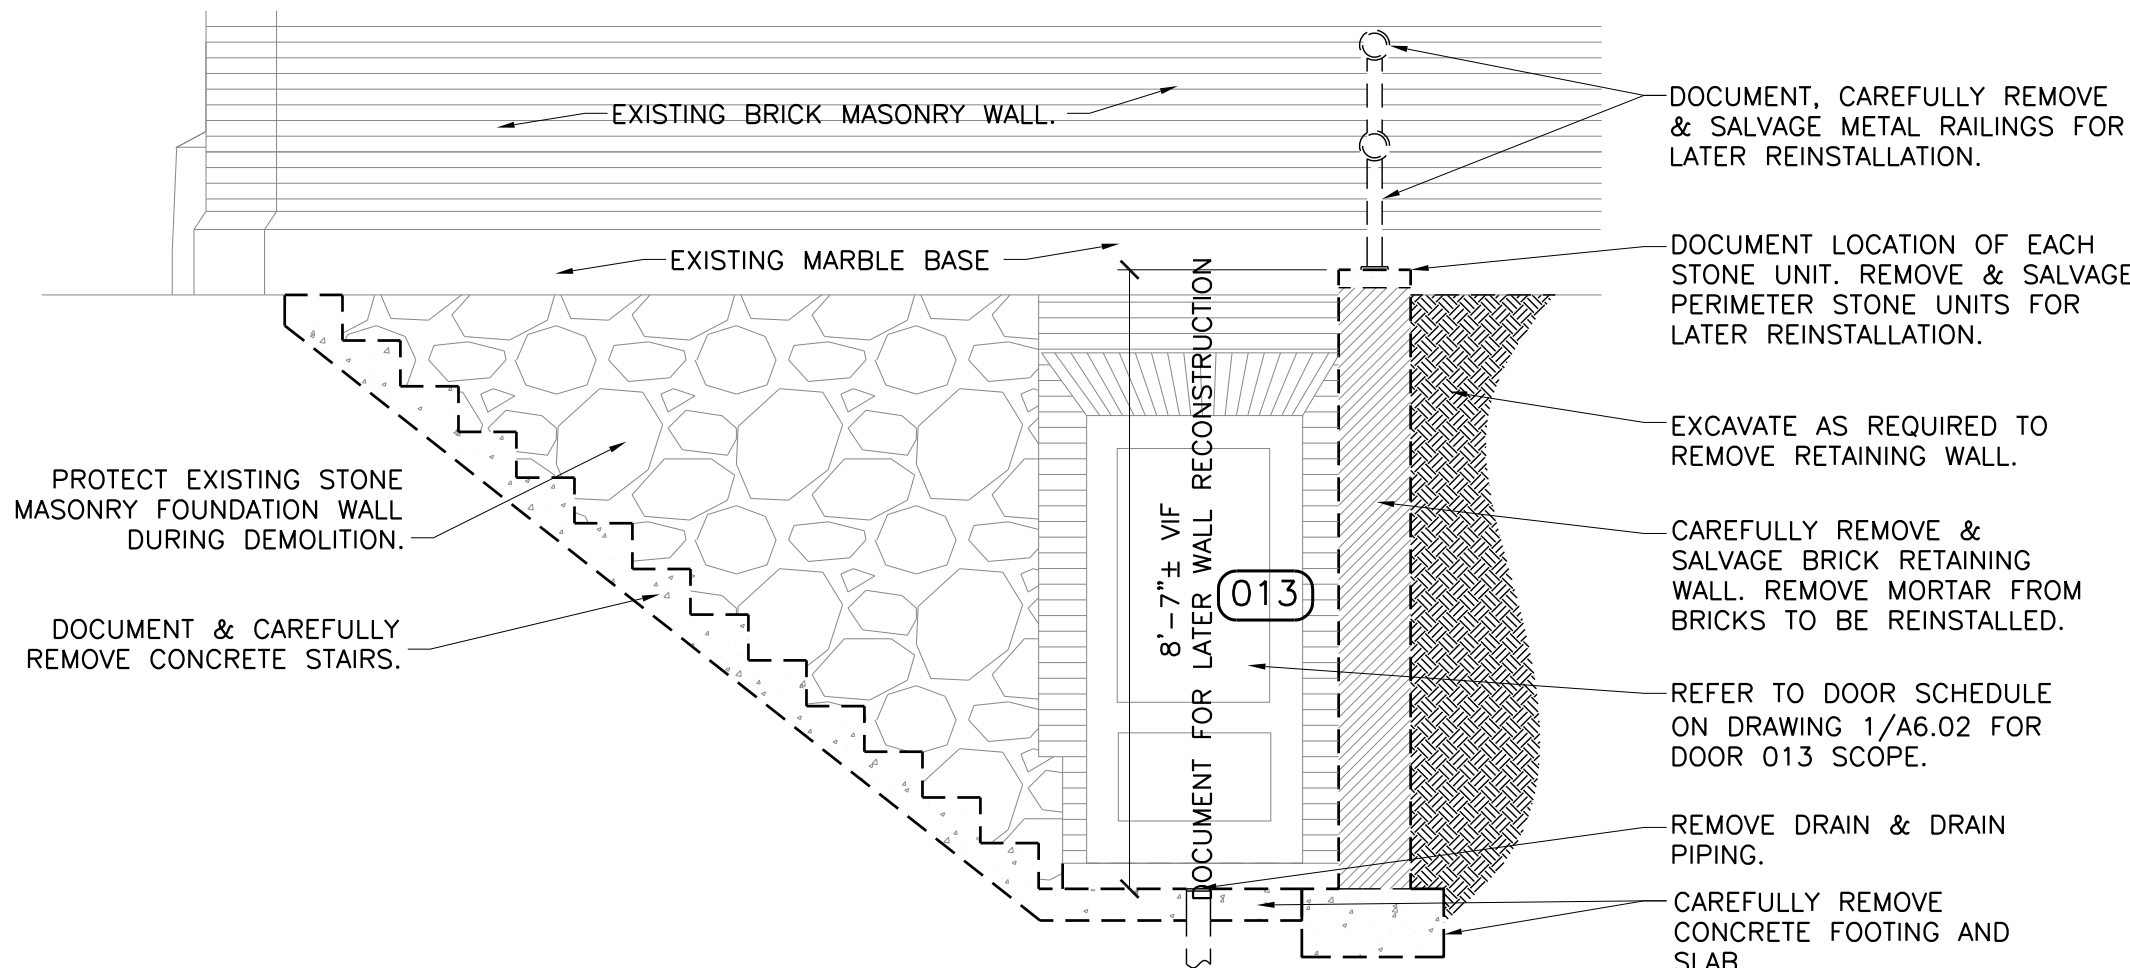 EXISTING BRICK MASONRY WALL.
DOCUMENT, CAREFULLY REMOVE
& SALVAGE METAL RAILINGS FOR
LATER REINSTALLATION.
EXISTING MARBLE BASE
DOCUMENT LOCATION OF EACH
STONE UNIT. REMOVE & SALVAGE
PERIMETER STONE UNITS FOR
LATER REINSTALLATION.
EXCAVATE AS REQUIRED TO
REMOVE RETAINING WALL.
PROTECT EXISTING STONE
MASONRY FOUNDATION WALL
DURING DEMOLITION.
8'-7"± VIF
DOCUMENT FOR LATER WALL RECONSTRUCTION
013
CAREFULLY REMOVE &
SALVAGE BRICK RETAINING
WALL. REMOVE MORTAR FROM
BRICKS TO BE REINSTALLED.
DOCUMENT & CAREFULLY
REMOVE CONCRETE STAIRS.
REFER TO DOOR SCHEDULE
ON DRAWING 1/A6.02 FOR
DOOR 013 SCOPE.
REMOVE DRAIN & DRAIN
PIPING.
CAREFULLY REMOVE
CONCRETE FOOTING AND
SLAB